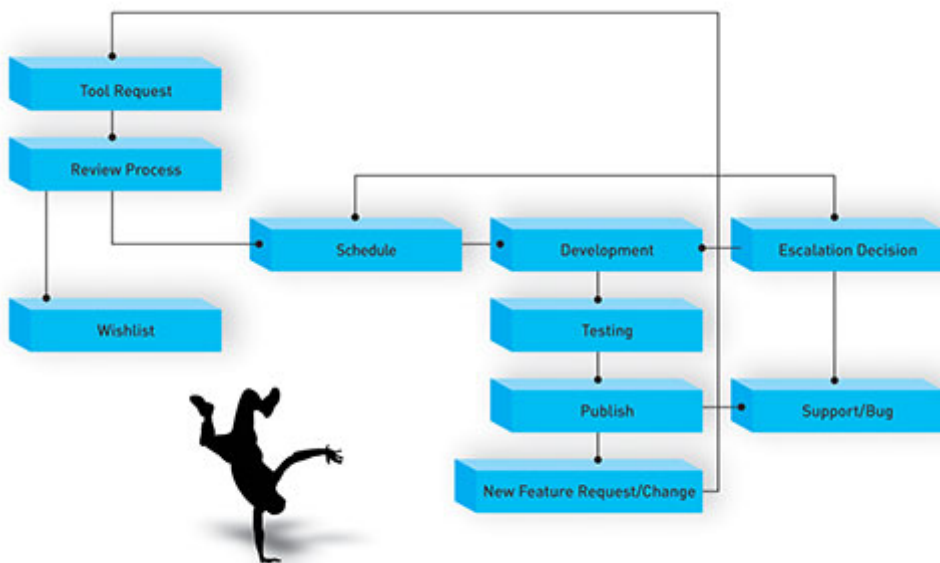 Tool Request
Review Process
Schedule
Development
Escalation Decision
Wishlist
Testing
Publish
Support/Bug
New Feature Request/Change